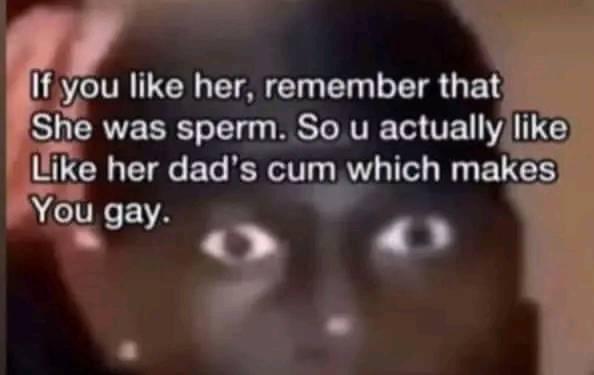 If you like her, remember that
She was sperm. So u actually like
Like her dad's cum which makes
You gay.